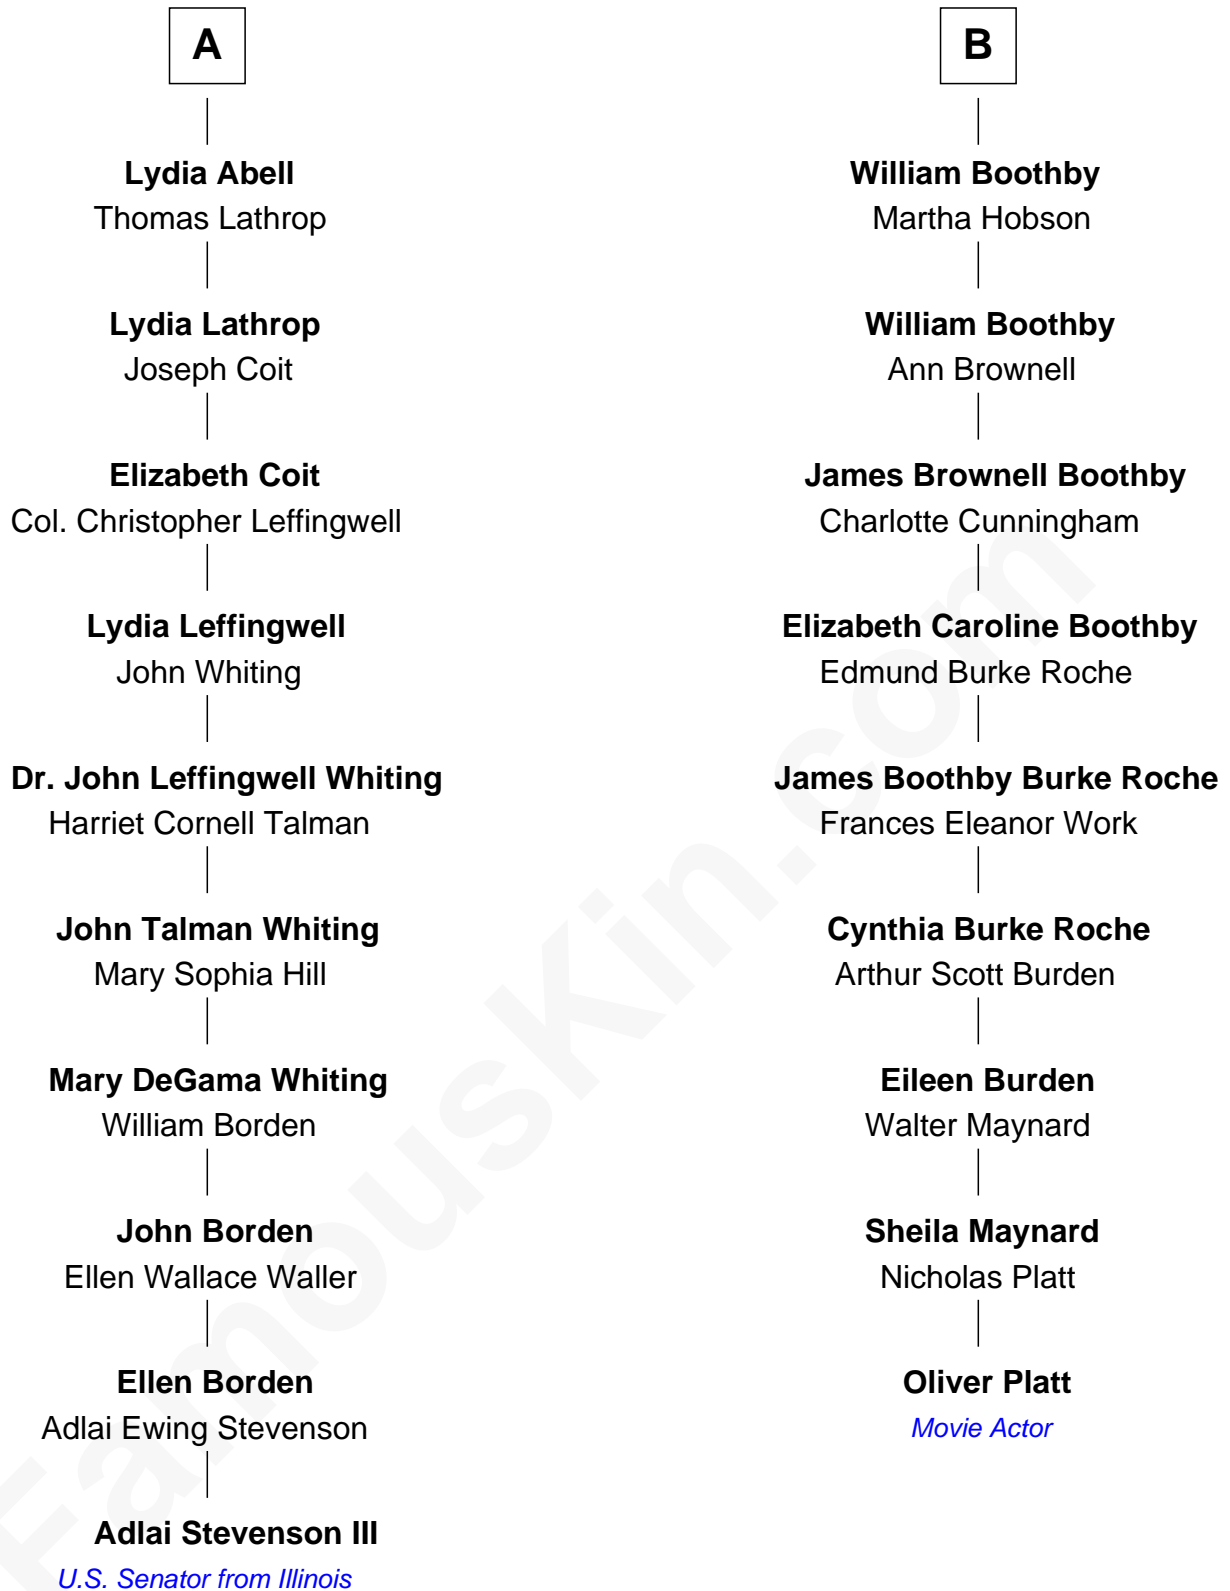 A
Lydia Abell
Thomas Lathrop
Lydia Lathrop
Joseph Coit
Elizabeth Coit
Col. Christopher Leffingwell
Lydia Leffingwell
John Whiting
Dr. John Leffingwell Whiting
Harriet Cornell Talman
John Talman Whiting
Mary Sophia Hill
Mary DeGama Whiting
William Borden
John Borden
Ellen Wallace Waller
Ellen Borden
Adlai Ewing Stevenson
Adlai Stevenson III
U.S. Senator from Illinois
B
William Boothby
Martha Hobson
William Boothby
Ann Brownell
James Brownell Boothby
Charlotte Cunningham
Elizabeth Caroline Boothby
Edmund Burke Roche
James Boothby Burke Roche
Frances Eleanor Work
Cynthia Burke Roche
Arthur Scott Burden
Eileen Burden
Walter Maynard
Sheila Maynard
Nicholas Platt
Oliver Platt
Movie Actor
FamousKin.com